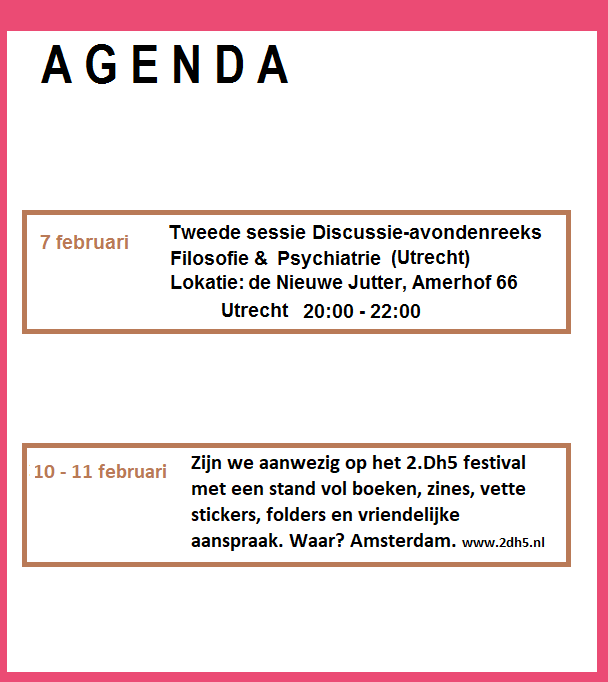 AGENDA
7 februari
Tweede sessie Discussie-avondenreeks
Filosofie & Psychiatrie (Utrecht)
Lokatie: de Nieuwe Jutter, Amerhof 66
Utrecht 20:00 - 22:00
10 - 11 februari
Zijn we aanwezig op het 2.Dh5 festival
met een stand vol boeken, zines, vette
stickers, folders en vriendelijke
aanspraak. Waar? Amsterdam. www.2dh5.nl